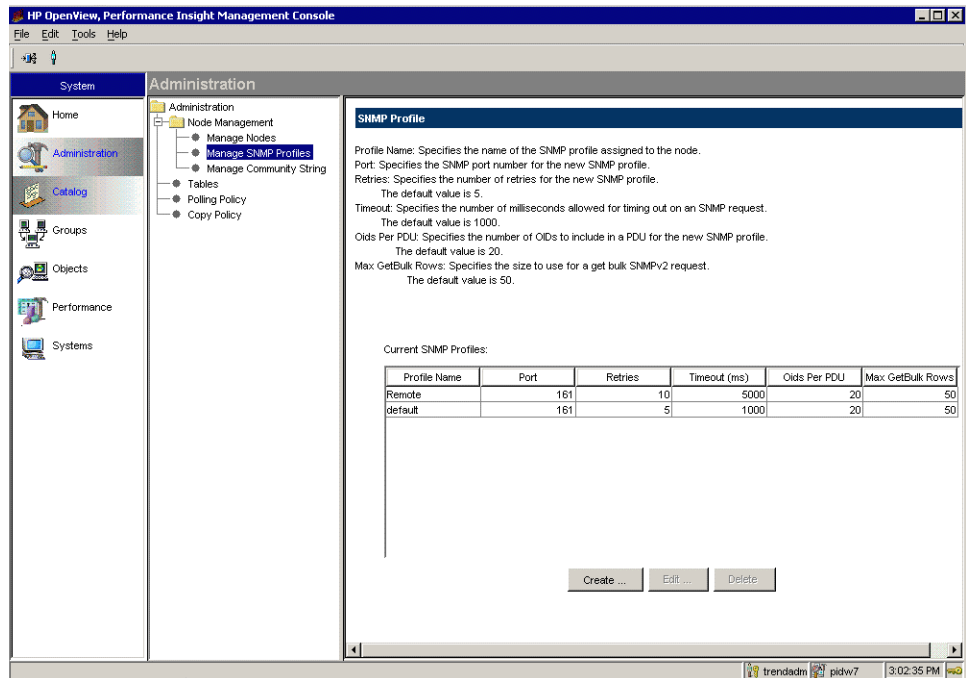 HP OpenView, Performance Insight Management Console
File Edit Tools Help
System
Administration
Home
Administration
Catalog
Groups
Objects
Performance
Systems
Administration
Node Management
Manage Nodes
Manage SNMP Profiles
Manage Community String
Tables
Polling Policy
Copy Policy
SNMP Profile
Profile Name: Specifies the name of the SNMP profile assigned to the node.
Port: Specifies the SNMP port number for the new SNMP profile.
Retries: Specifies the number of retries for the new SNMP profile.
The default value is 5.
Timeout: Specifies the number of milliseconds allowed for timing out on an SNMP request.
The default value is 1000.
Oids Per PDU: Specifies the number of OIDs to include in a PDU for the new SNMP profile.
The default value is 20.
Max GetBulk Rows: Specifies the size to use for a get bulk SNMPv2 request.
The default value is 50.
Current SNMP Profiles:
Profile Name Port Retries Timeout (ms) Oids Per PDU Max GetBulk Rows
Remote 161 10 5000 20 50
default 161 5 1000 20 50
Create ... Edit ... Delete
trendadm pidw7 3:02:35 PM